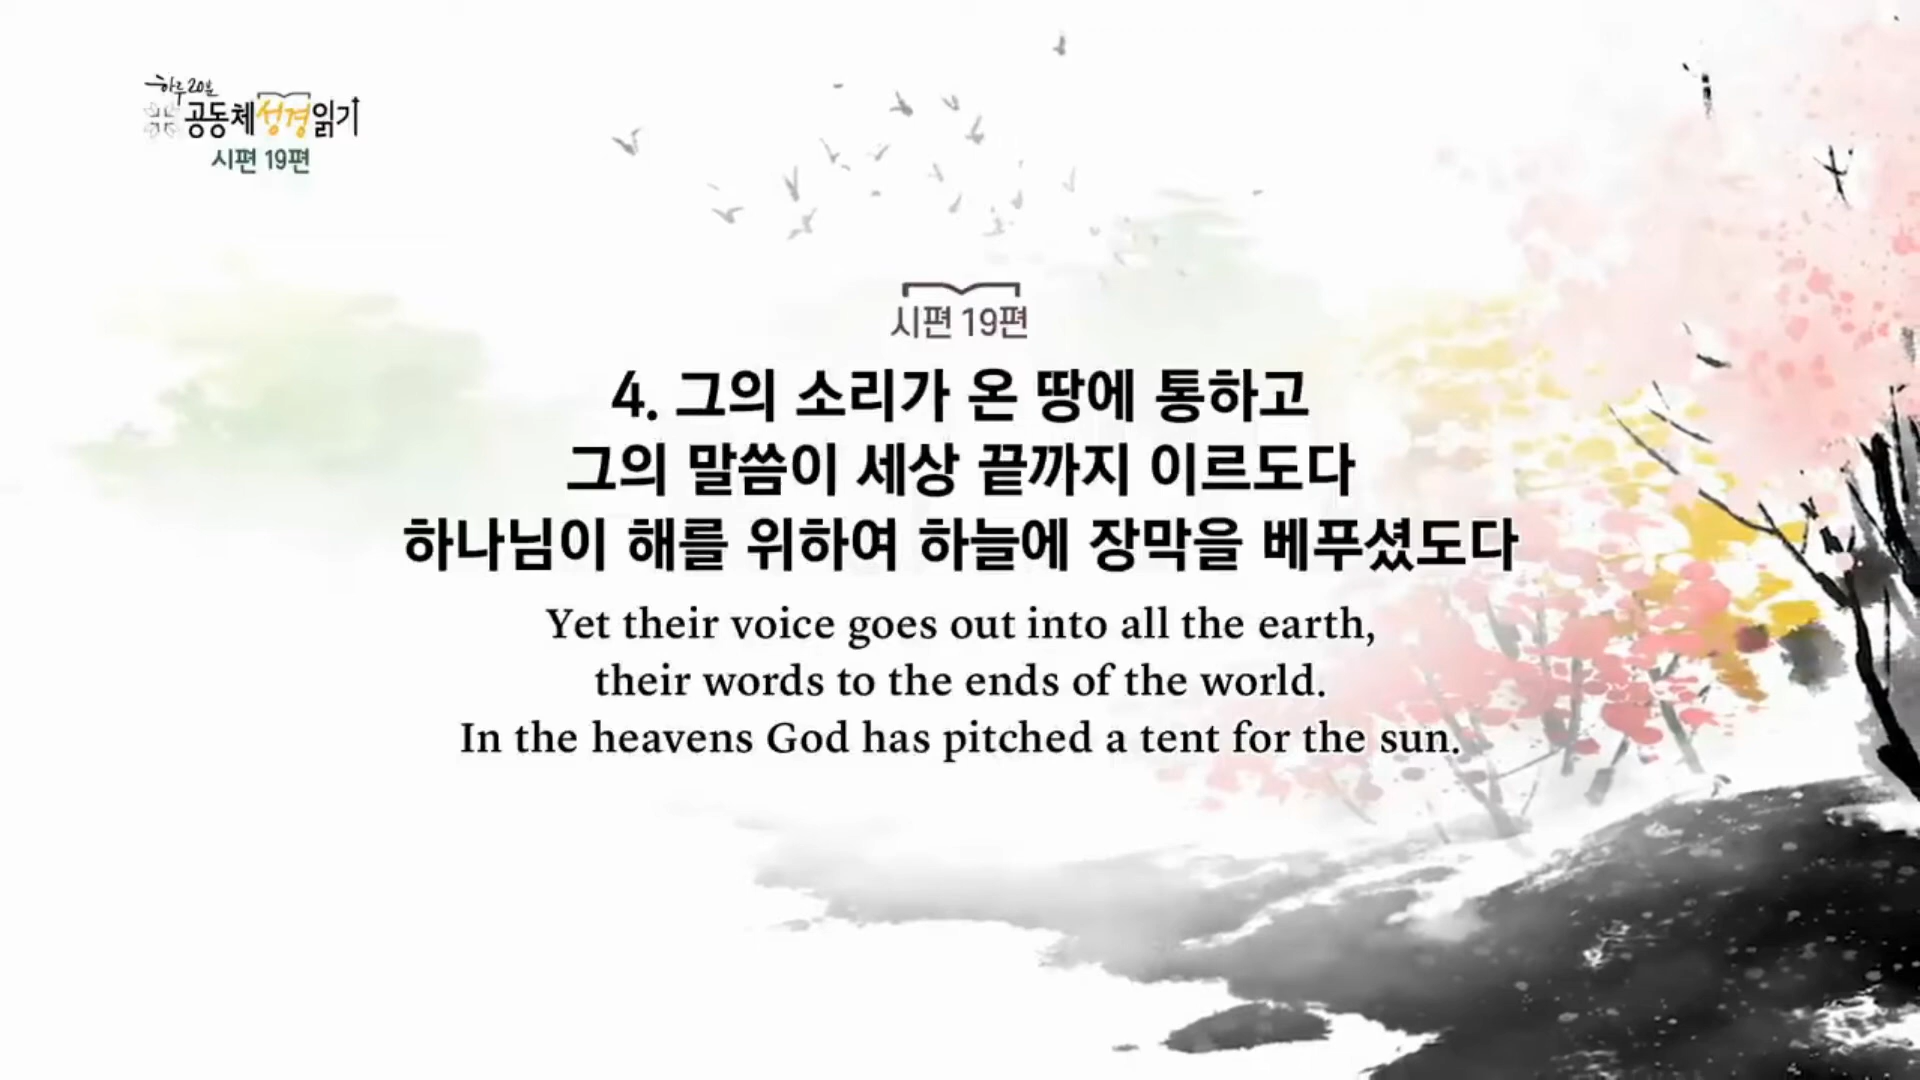 하루 20분
공동체성경읽기
시편 19편
시편 19편
4. 그의 소리가 온 땅에 통하고
그의 말씀이 세상 끝까지 이르도다
하나님이 해를 위하여 하늘에 장막을 베푸셨도다
Yet their voice goes out into all the earth,
their words to the ends of the world.
In the heavens God has pitched a tent for the sun.